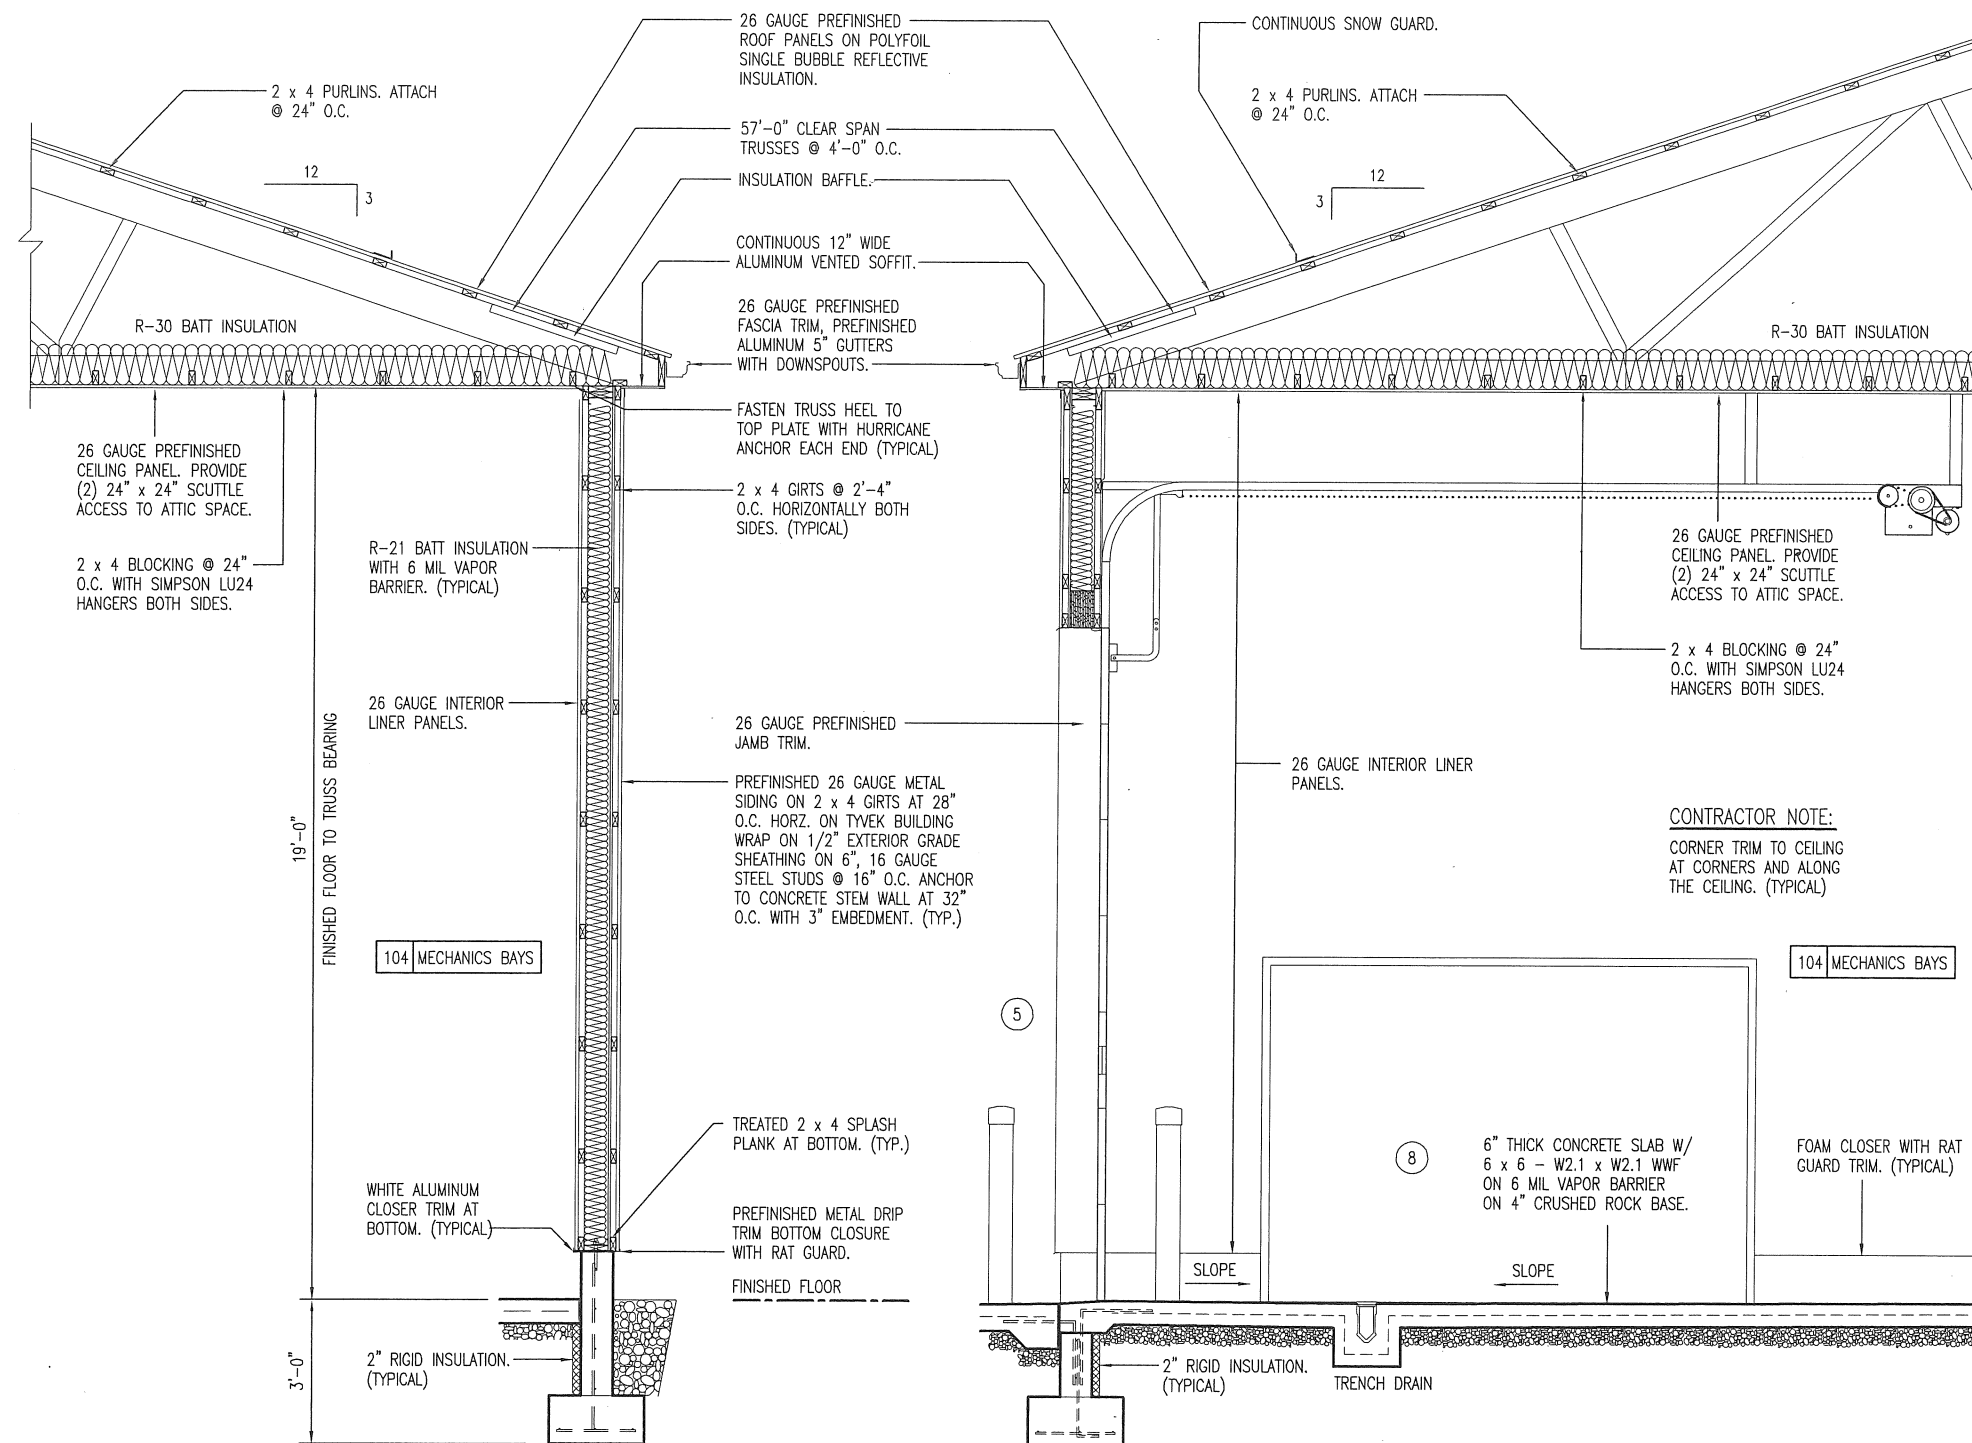 26 GAUGE PREFINISHED
ROOF PANELS ON POLYFOIL
SINGLE BUBBLE REFLECTIVE
INSULATION.
CONTINUOUS SNOW GUARD.
2 x 4 PURLINS. ATTACH
@ 24" O.C.
2 x 4 PURLINS. ATTACH
@ 24" O.C.
57'-0" CLEAR SPAN
TRUSSES @ 4'-0" O.C.
12
3
INSULATION BAFFLE.
12
3
CONTINUOUS 12" WIDE
ALUMINUM VENTED SOFFIT.
26 GAUGE PREFINISHED
FASCIA TRIM, PREFINISHED
ALUMINUM 5" GUTTERS
WITH DOWNSPOUTS.
R-30 BATT INSULATION
R-30 BATT INSULATION
FASTEN TRUSS HEEL TO
TOP PLATE WITH HURRICANE
ANCHOR EACH END (TYPICAL)
26 GAUGE PREFINISHED
CEILING PANEL. PROVIDE
(2) 24" x 24" SCUTTLE
ACCESS TO ATTIC SPACE.
2 x 4 GIRTS @ 2'-4"
O.C. HORIZONTALLY BOTH
SIDES. (TYPICAL)
R-21 BATT INSULATION
WITH 6 MIL VAPOR
BARRIER. (TYPICAL)
2 x 4 BLOCKING @ 24"
O.C. WITH SIMPSON LU24
HANGERS BOTH SIDES.
26 GAUGE PREFINISHED
CEILING PANEL. PROVIDE
(2) 24" x 24" SCUTTLE
ACCESS TO ATTIC SPACE.
2 x 4 BLOCKING @ 24"
O.C. WITH SIMPSON LU24
HANGERS BOTH SIDES.
26 GAUGE INTERIOR
LINER PANELS.
26 GAUGE PREFINISHED
JAMB TRIM.
26 GAUGE INTERIOR LINER
PANELS.
19'-0"
FINISHED FLOOR TO TRUSS BEARING
PREFINISHED 26 GAUGE METAL
SIDING ON 2 x 4 GIRTS AT 28"
O.C. HORZ. ON TYVEK BUILDING
WRAP ON 1/2" EXTERIOR GRADE
SHEATHING ON 6", 16 GAUGE
STEEL STUDS @ 16" O.C. ANCHOR
TO CONCRETE STEM WALL AT 32"
O.C. WITH 3" EMBEDMENT. (TYP.)
CONTRACTOR NOTE:
CORNER TRIM TO CEILING
AT CORNERS AND ALONG
THE CEILING. (TYPICAL)
104 MECHANICS BAYS
104 MECHANICS BAYS
5
TREATED 2 x 4 SPLASH
PLANK AT BOTTOM. (TYP.)
8
6" THICK CONCRETE SLAB W/
6 x 6 - W2.1 x W2.1 WWF
ON 6 MIL VAPOR BARRIER
ON 4" CRUSHED ROCK BASE.
FOAM CLOSER WITH RAT
GUARD TRIM. (TYPICAL)
WHITE ALUMINUM
CLOSER TRIM AT
BOTTOM. (TYPICAL)
PREFINISHED METAL DRIP
TRIM BOTTOM CLOSURE
WITH RAT GUARD.
SLOPE
SLOPE
FINISHED FLOOR
3'-0"
2" RIGID INSULATION.
(TYPICAL)
2" RIGID INSULATION.
(TYPICAL)
TRENCH DRAIN